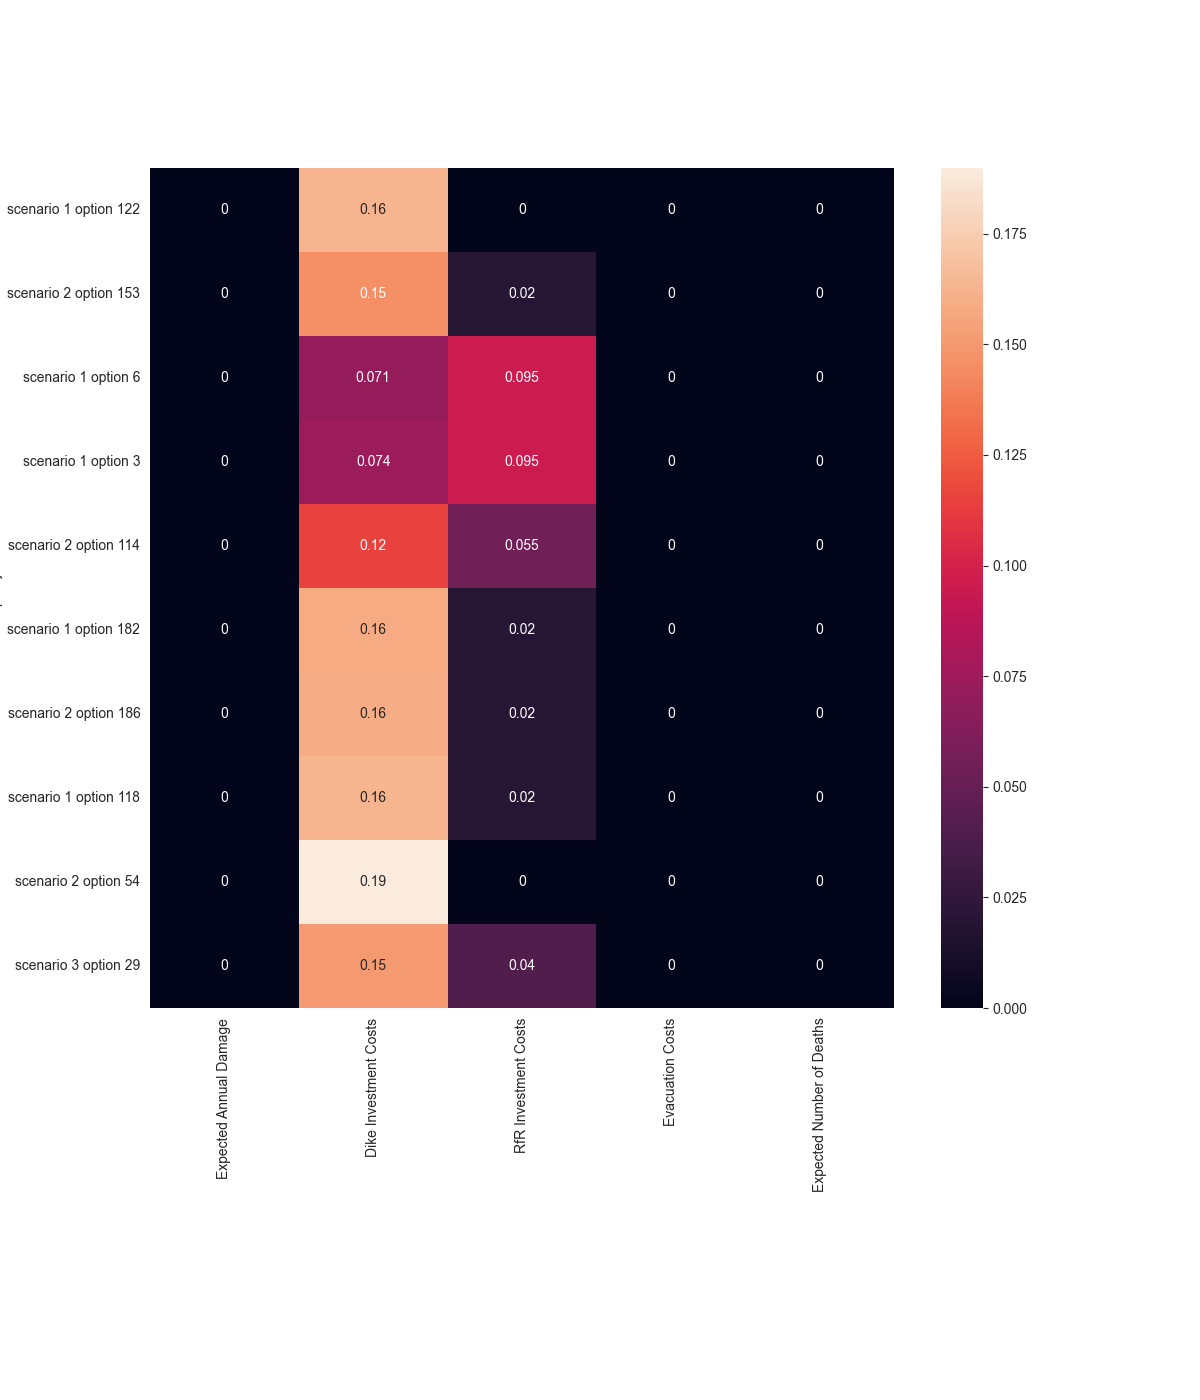 scenario 1 option 122 0 0.16 0 0 0
0.175
scenario 2 option 153 0 0.15 0.02 0 0
0.150
scenario 1 option 6 0 0.071 0.095 0 0
0.125
scenario 1 option 3 0 0.074 0.095 0 0
scenario 2 option 114 0 0.12 0.055 0 0
0.100
scenario 1 option 182 0 0.16 0.02 0 0
0.075
scenario 2 option 186 0 0.16 0.02 0 0
0.050
scenario 1 option 118 0 0.16 0.02 0 0
scenario 2 option 54 0 0.19 0 0 0
0.025
scenario 3 option 29 0 0.15 0.04 0 0
0.000
Expected Annual Damage
Dike Investment Costs
RfR Investment Costs
Evacuation Costs
Expected Number of Deaths